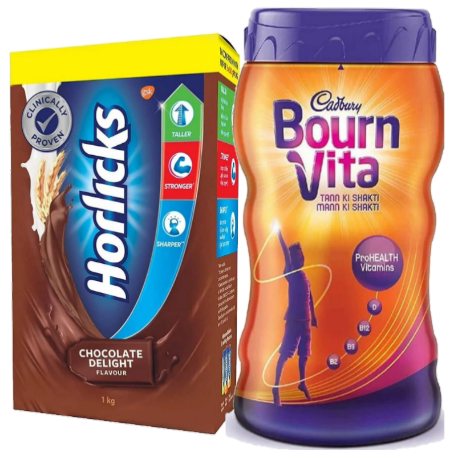 CLINICALLY
PROVEN
gsk
Horlicks
TALLER
STRONGER
SHARPER
CHOCOLATE
DELIGHT
FLAVOUR
1 kg
Cadbury
Bourn
Vita
TANN KI SHAKTI
MANN KI SHAKTI
ProHEALTH
Vitamins
D
B12
B9
B2